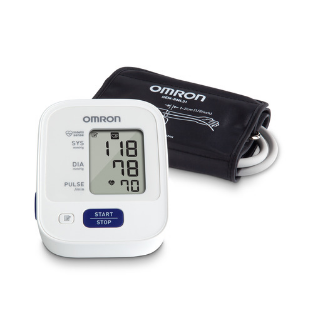 OMRON
SYS
mmHg
118
DIA
mmHg
78
PULSE
/min
70
START
STOP
OMRON